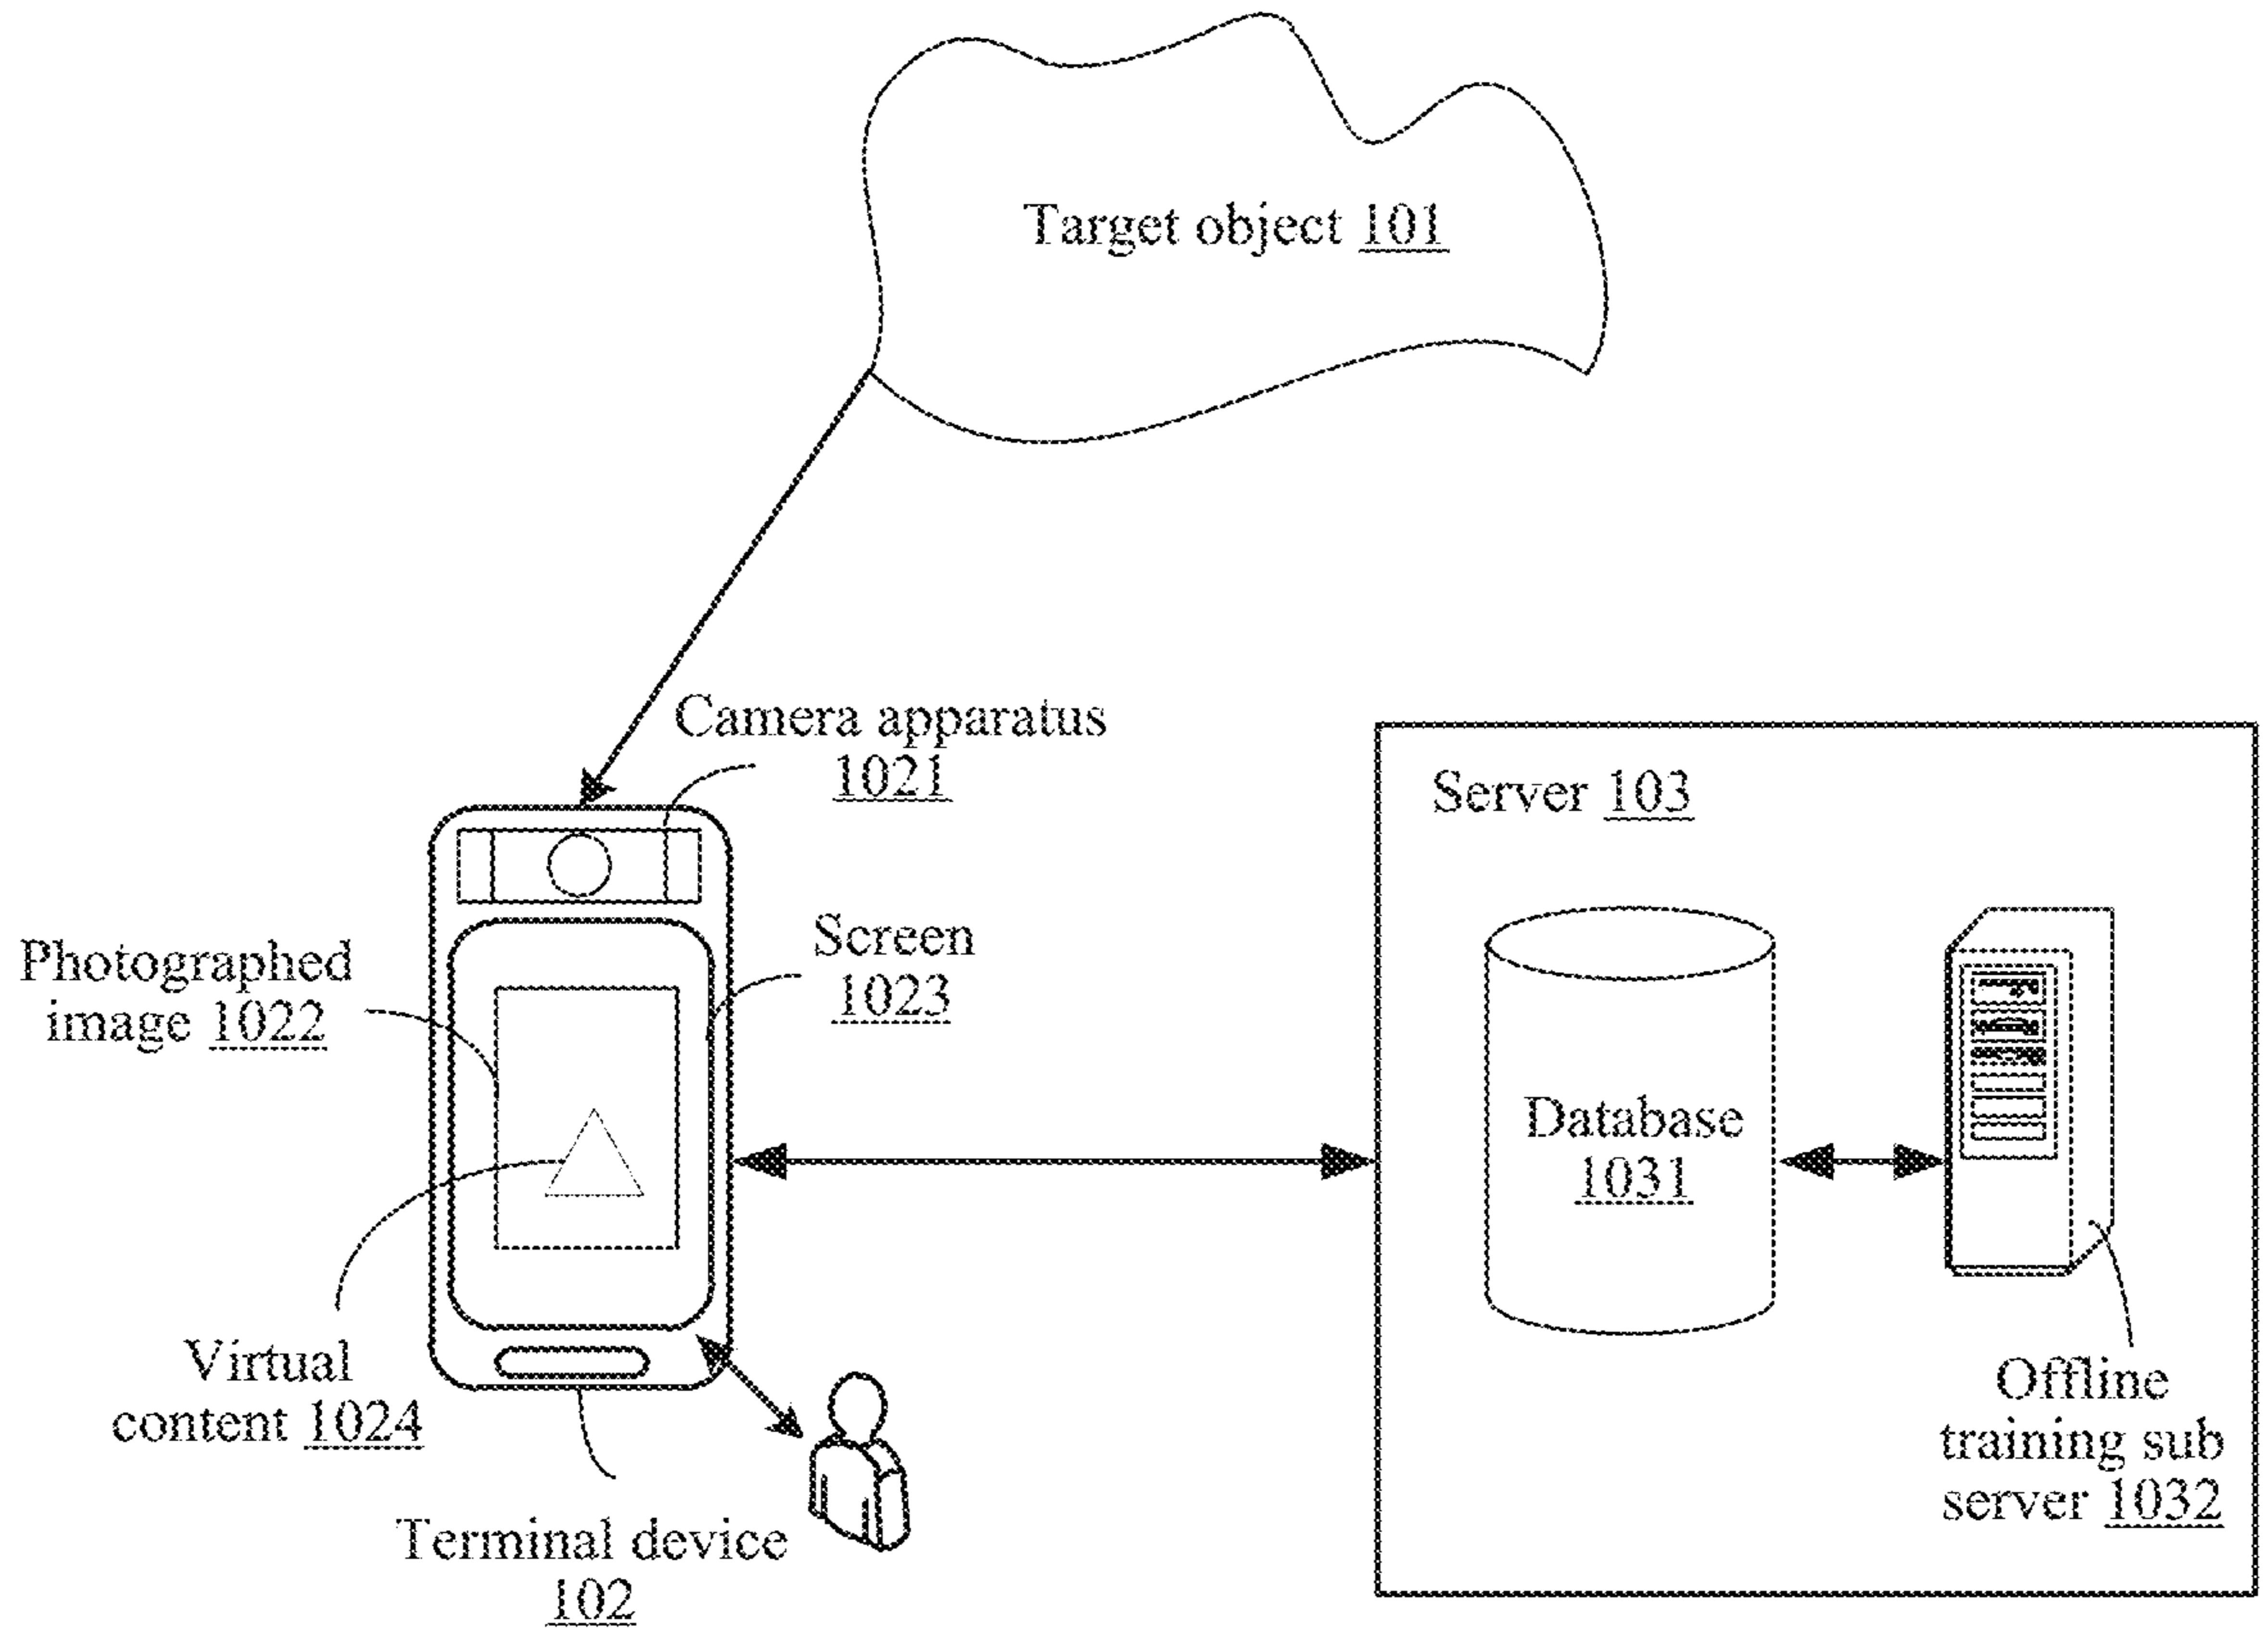 Target object 101
Camera apparatus
1021
Server 103
Screen
1023
Photographed
image 1022
Database
1031
Virtual
content 1024
Offline
training sub
server 1032
Terminal device
102